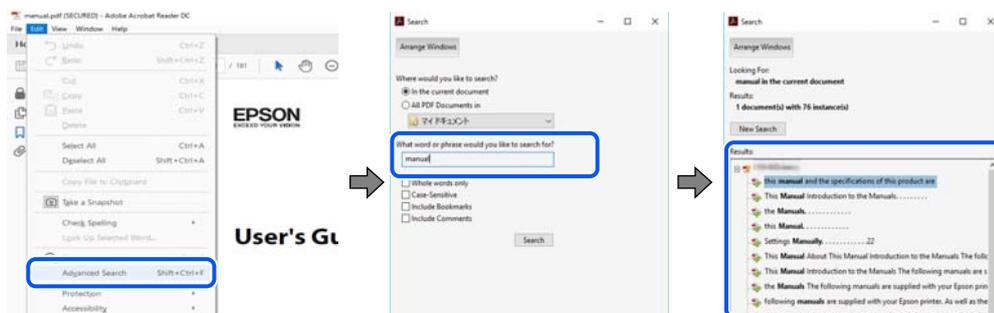 manual.pdf (SECURED) - Adobe Acrobat Reader DC
File Edit View Window Help
Undo Ctrl+Z
Redo Shift+Ctrl+Z
Cut Ctrl+X
Copy Ctrl+C
Paste Ctrl+V
Delete
Select All Ctrl+A
Deselect All Shift+Ctrl+A
Copy File to Clipboard
Take a Snapshot
Check Spelling
Look Up Selected Word...
Advanced Search Shift+Ctrl+F
Protection
Accessibility
/ 181
EPSON
EXCEED YOUR VISION
User's Gu
Search
Arrange Windows
Where would you like to search?
In the current document
All PDF Documents in
マイ ドキュメント
What word or phrase would you like to search for?
manual
Whole words only
Case-Sensitive
Include Bookmarks
Include Comments
Search
Search
Arrange Windows
Looking For:
manual in the current document
Results:
1 document(s) with 76 instance(s)
New Search
Results:
this manual and the specifications of this product are
This Manual Introduction to the Manuals.........
the Manuals.............
this Manual.............
Settings Manually.............22
This Manual About This Manual Introduction to the Manuals The follo
This Manual Introduction to the Manuals The following manuals are s
the Manuals The following manuals are supplied with your Epson prin
following manuals are supplied with your Epson printer. As well as the